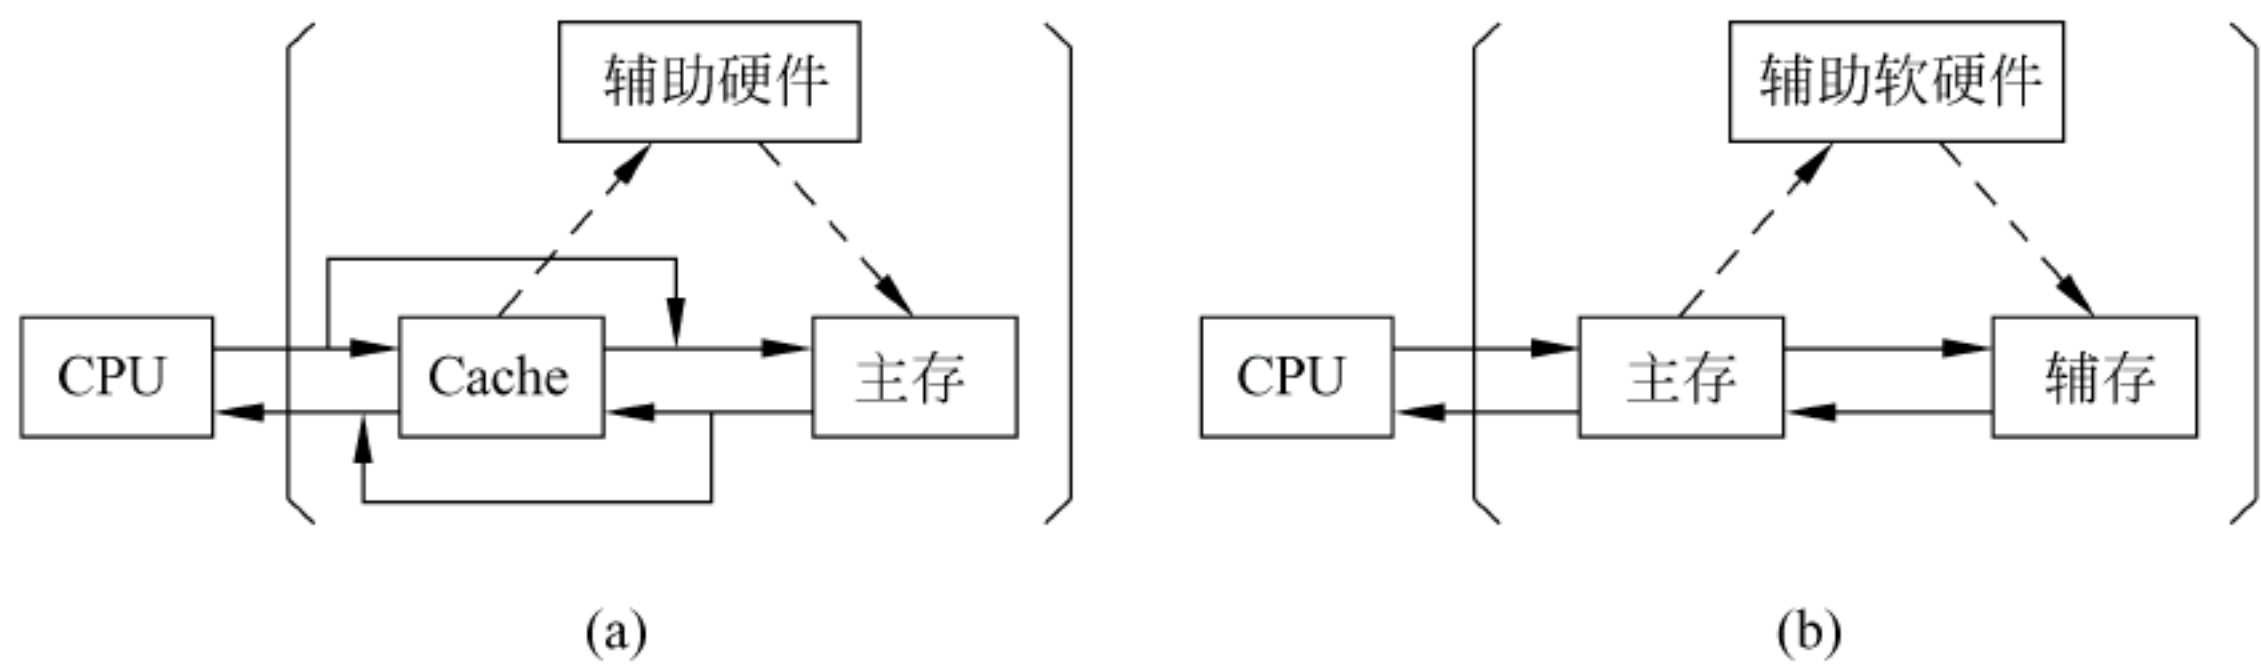 辅助硬件
CPU
Cache
主存
(a)
辅助软硬件
CPU
主存
辅存
(b)